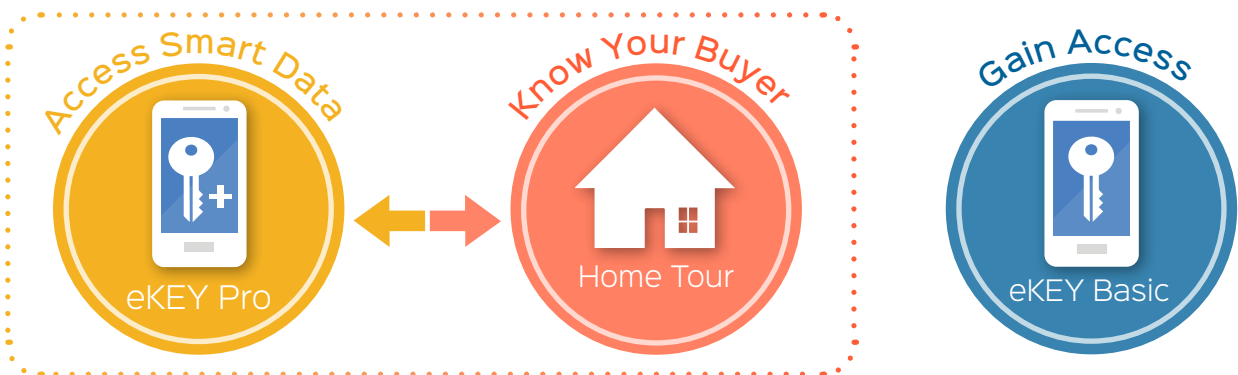 Access Smart Data
eKEY Pro
Know Your Buyer
Home Tour
Gain Access
eKEY Basic